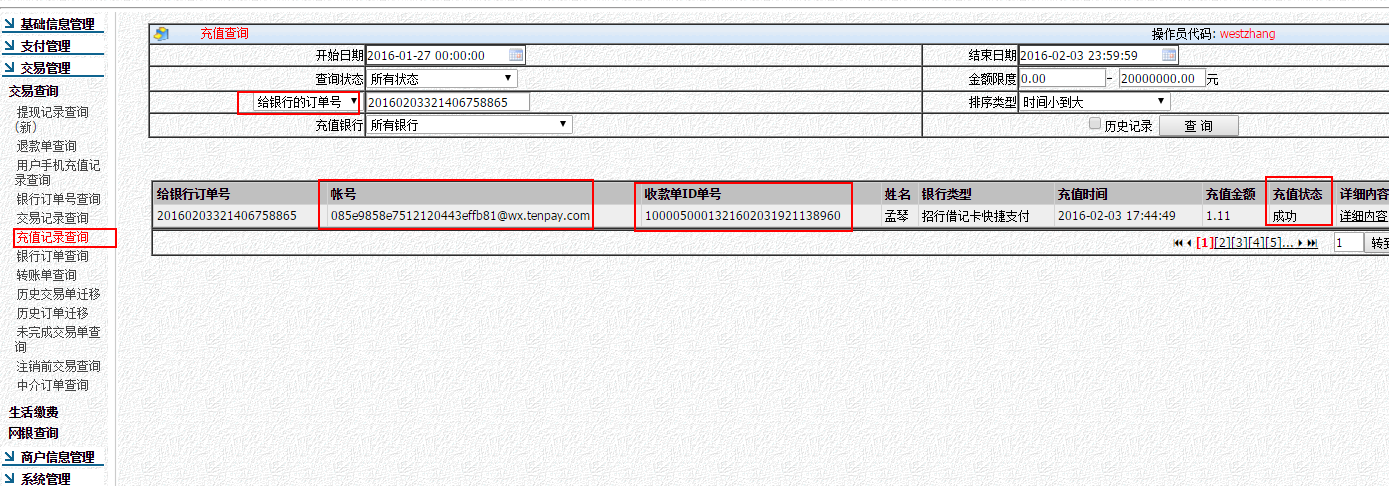 基础信息管理
支付管理
交易管理
交易查询
提现记录查询
（新）
退款单查询
用户手机充值记
录查询
银行订单号查询
交易记录查询
充值记录查询
银行订单查询
转账单查询
历史交易单迁移
历史订单迁移
未完成交易单查
询
注销前交易查询
中介订单查询
生活缴费
网银查询
商户信息管理
系统管理
充值查询 操作员代码: westzhang
开始日期 2016-01-27 00:00:00 结束日期 2016-02-03 23:59:59
查询状态 所有状态 金额限度 0.00 - 20000000.00 元
给银行的订单号 20160203321406758865 排序类型 时间小到大
充值银行 所有银行 历史记录 查 询
给银行订单号 帐号 收款单ID单号 姓名 银行类型 充值时间 充值金额 充值状态 详细内容
20160203321406758865 085e9858e7512120443effb81@wx.tenpay.com 1000050001321602031921138960 孟琴 招行借记卡快捷支付 2016-02-03 17:44:49 1.11 成功 详细内容
[1][2][3][4][5]... 1 转到